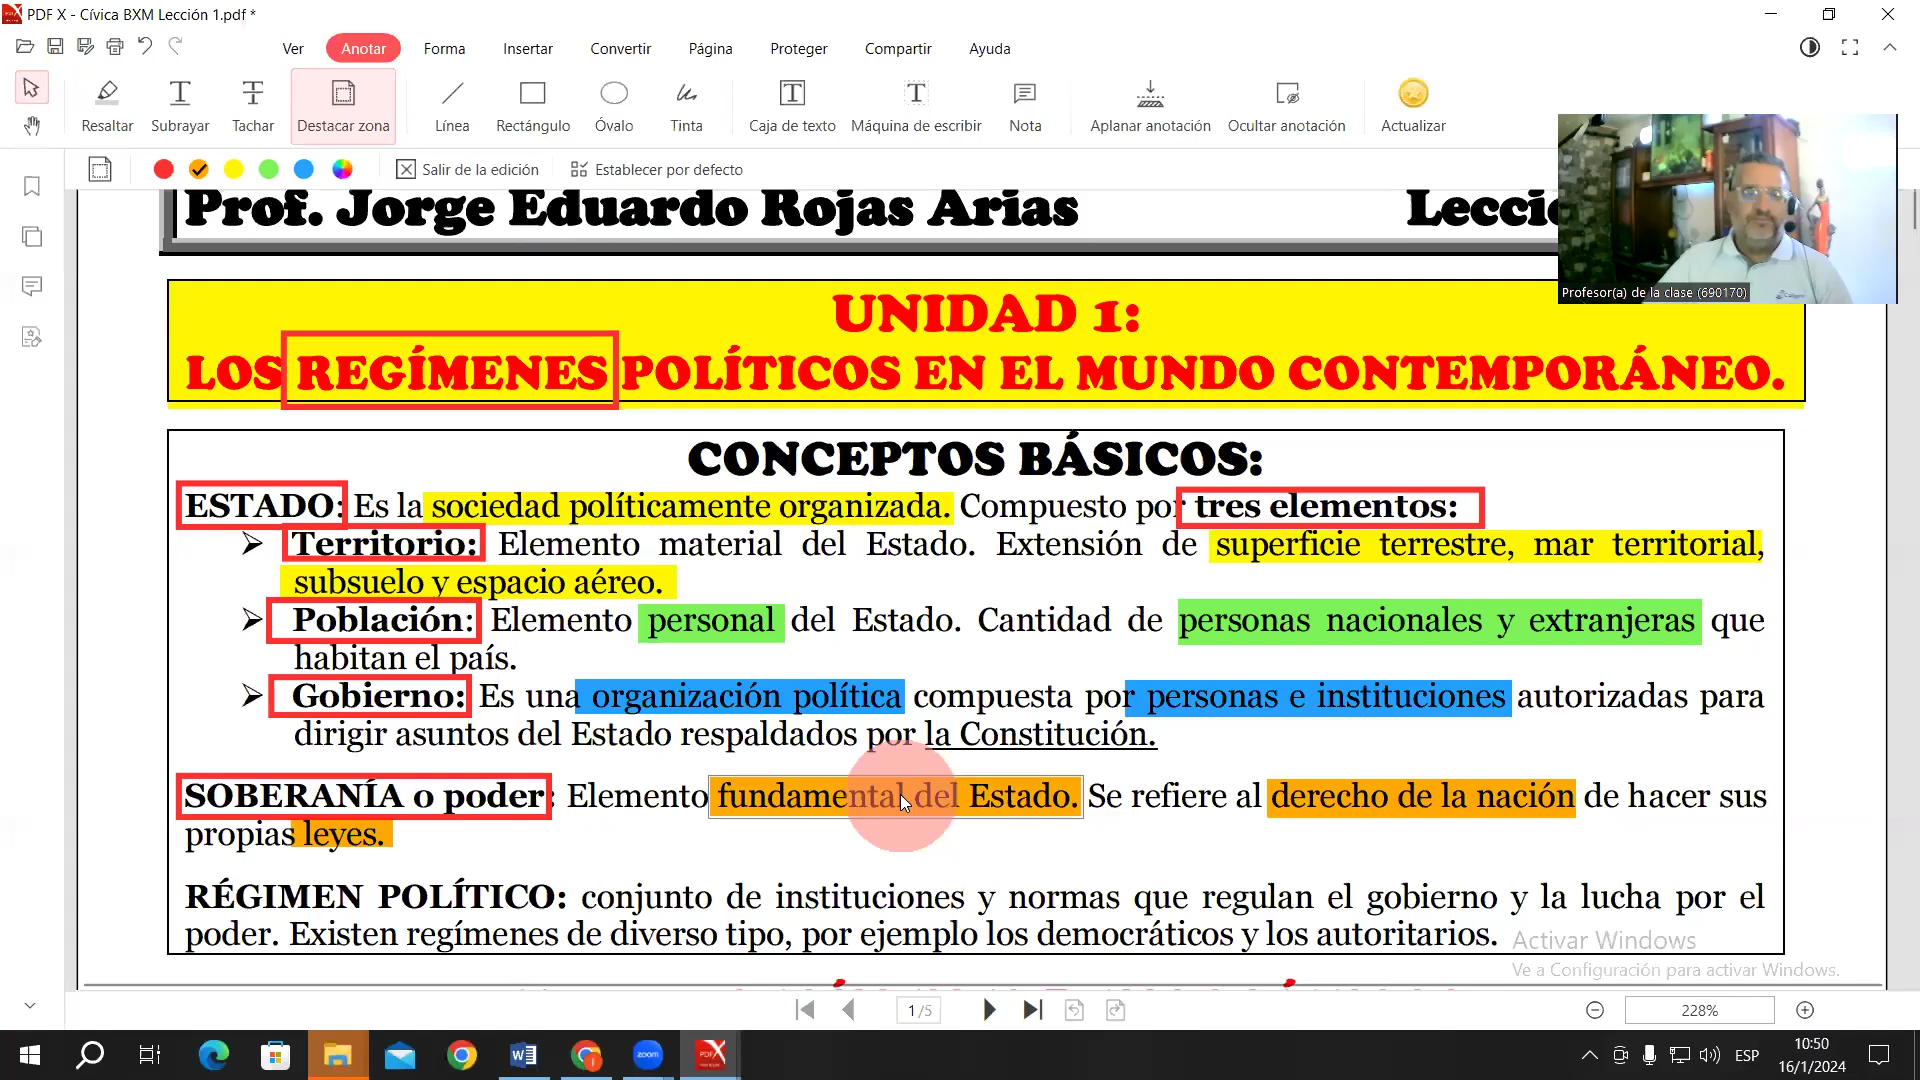 PDF X - Cívica BXM Lección 1.pdf *
Ver Anotar Forma Insertar Convertir Página Proteger Compartir Ayuda
Resaltar Subrayar Tachar Destacar zona Línea Rectángulo Óvalo Tinta Caja de texto Máquina de escribir Nota Aplanar anotación Ocultar anotación Actualizar
Salir de la edición Establecer por defecto
Profesor(a) de la clase (690170)
Prof. Jorge Eduardo Rojas Arias
UNIDAD 1:
LOS REGÍMENES POLÍTICOS EN EL MUNDO CONTEMPORÁNEO.
CONCEPTOS BÁSICOS:
ESTADO: Es la sociedad políticamente organizada. Compuesto por tres elementos:
➢ Territorio: Elemento material del Estado. Extensión de superficie terrestre, mar territorial,
subsuelo y espacio aéreo.
➢ Población: Elemento personal del Estado. Cantidad de personas nacionales y extranjeras que
habitan el país.
➢ Gobierno: Es una organización política compuesta por personas e instituciones autorizadas para
dirigir asuntos del Estado respaldados por la Constitución.
SOBERANÍA o poder: Elemento fundamental del Estado. Se refiere al derecho de la nación de hacer sus
propias leyes.
RÉGIMEN POLÍTICO: conjunto de instituciones y normas que regulan el gobierno y la lucha por el
poder. Existen regímenes de diverso tipo, por ejemplo los democráticos y los autoritarios.
Activar Windows
Ve a Configuración para activar Windows.
1/5
228%
zoom
ESP
10:50
16/1/2024